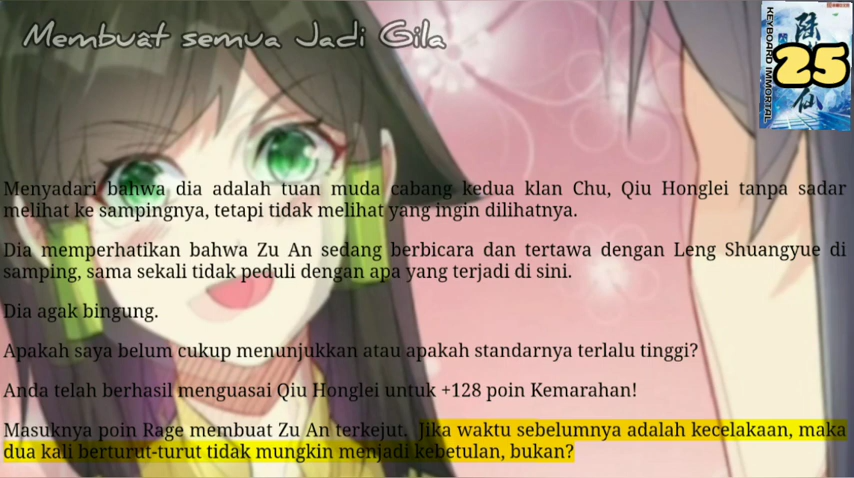 Membuat semua Jadi Gila
KEYBOARD IMMORTAL
25
Menyadari bahwa dia adalah tuan muda cabang kedua klan Chu, Qiu Honglei tanpa sadar
melihat ke sampingnya, tetapi tidak melihat yang ingin dilihatnya.
Dia memperhatikan bahwa Zu An sedang berbicara dan tertawa dengan Leng Shuangyue di
samping, sama sekali tidak peduli dengan apa yang terjadi di sini.
Dia agak bingung.
Apakah saya belum cukup menunjukkan atau apakah standarnya terlalu tinggi?
Anda telah berhasil menguasai Qiu Honglei untuk +128 poin Kemarahan!
Masuknya poin Rage membuat Zu An terkejut. Jika waktu sebelumnya adalah kecelakaan, maka
dua kali berturut-turut tidak mungkin menjadi kebetulan, bukan?